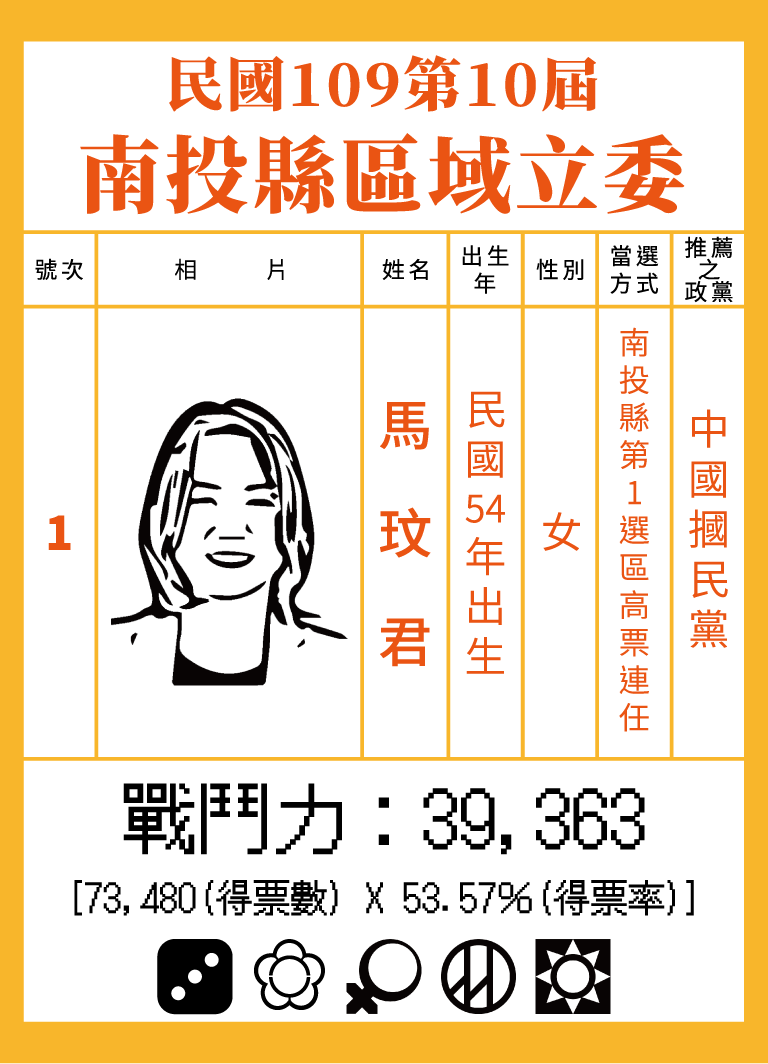 民國109第10屆
南投縣區域立委
號次
相 片
姓名
出生
年
性別
當選
方式
推薦
之
政黨
1
馬玟君
民國54年出生
女
南投縣第1選區高票連任
中國摑民黨
戰鬥力：39,363
[73,480(得票數) X 53.57%(得票率)]